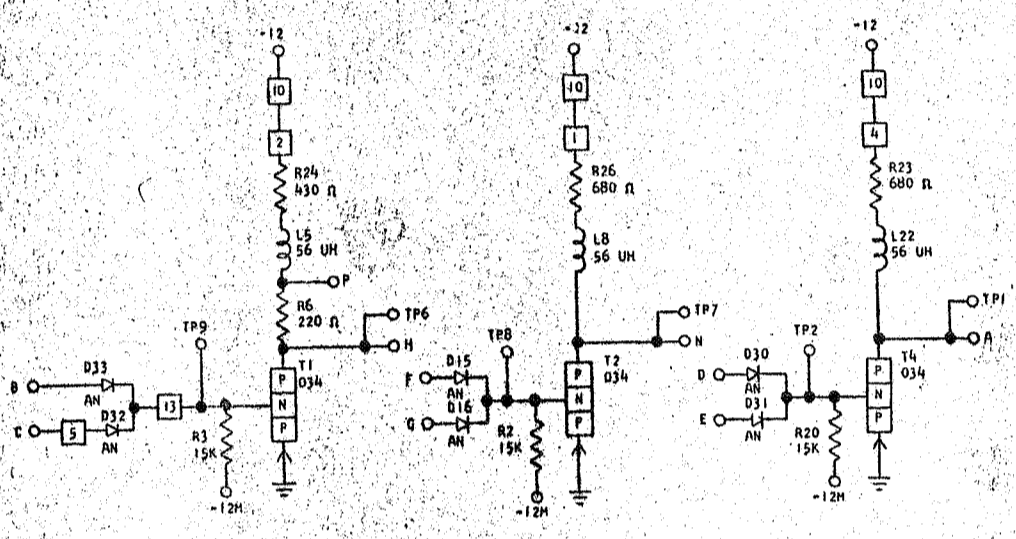 -12
10
2
R24
430 Ω
L5
56 UH
P
R6
220 Ω
TP6
H
TP9
T1
034
P
N
P
D33
B
AN
13
D32
C
5
AN
R3
15K
-12M
-12
10
1
R26
680 Ω
L8
56 UH
TP7
N
TP8
T2
034
P
N
P
D15
F
AN
D16
G
AN
R2
15K
-12M
-12
10
4
R23
680 Ω
L22
56 UH
TP1
A
TP2
T4
034
P
N
P
D30
D
AN
D31
E
AN
R20
15K
-12M